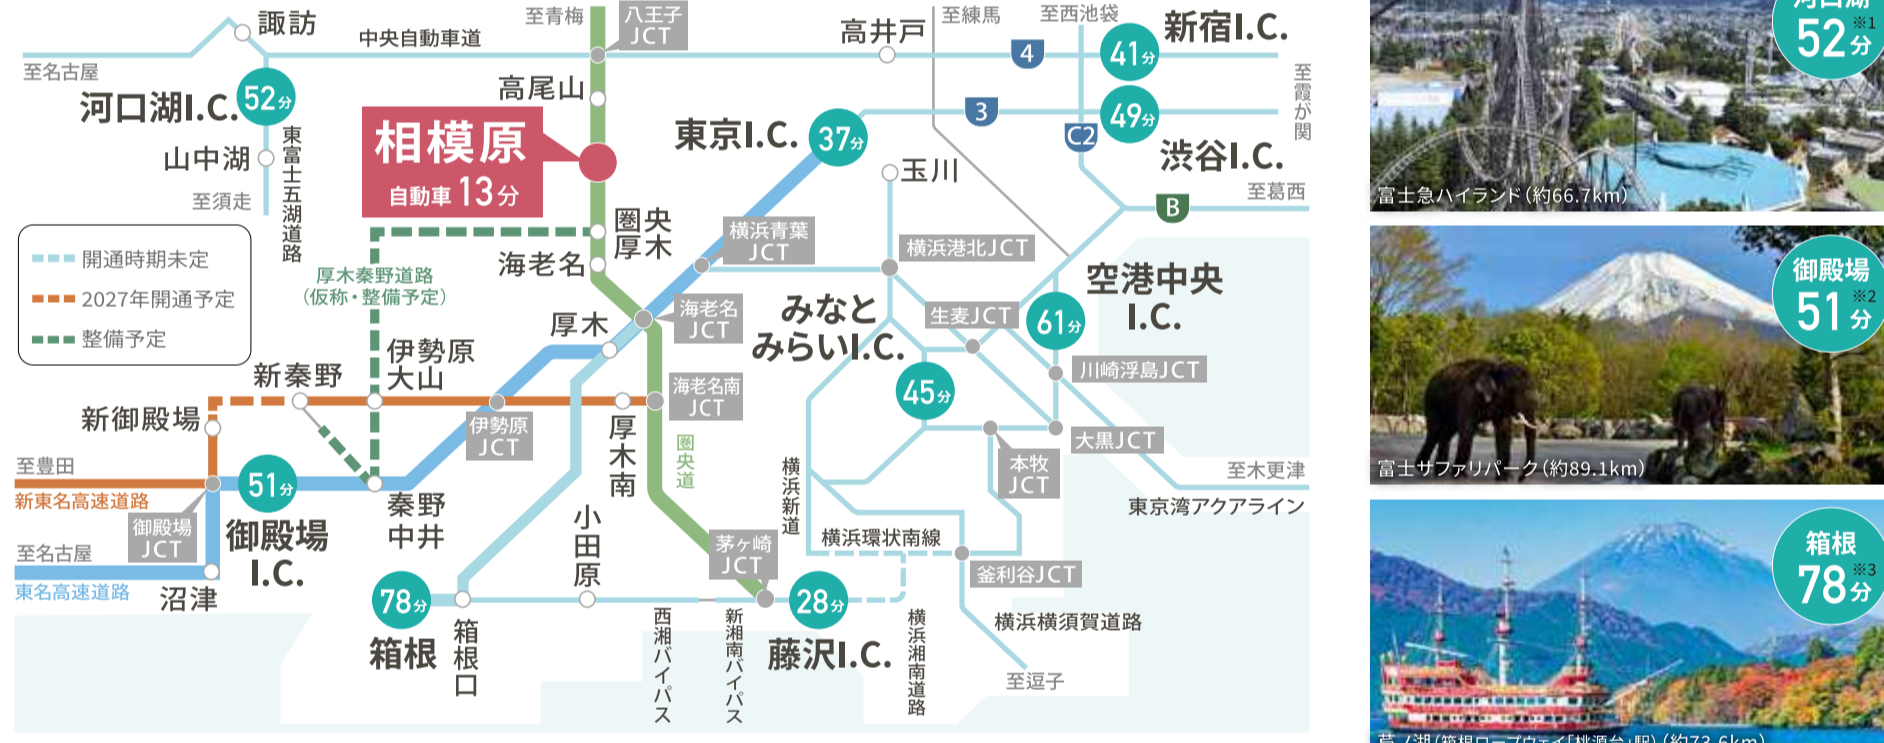 諏訪
中央自動車道
至青梅
八王子
JCT
高井戸
至練馬
至西池袋
4
41分
新宿I.C.
至名古屋
河口湖I.C.
52分
高尾山
3
49分
至霞が関
C2
渋谷I.C.
東富士五湖道路
山中湖
至須走
相模原
自動車13分
東京I.C.
37分
玉川
至葛西
B
開通時期未定
2027年開通予定
整備予定
圏央
厚木
海老名
厚木秦野道路
(仮称・整備予定)
横浜青葉
JCT
横浜港北JCT
空港中央
I.C.
61分
みなと
みらいI.C.
生麦JCT
海老名
JCT
厚木
伊勢原
大山
新秦野
川崎浮島JCT
45分
海老名南
JCT
新御殿場
伊勢原
JCT
厚木南
圏央道
大黒JCT
本牧
JCT
横浜新道
至豊田
新東名高速道路
51分
御殿場
I.C.
御殿場
JCT
秦野
中井
至木更津
東京湾アクアライン
至名古屋
東名高速道路
沼津
小田原
茅ヶ崎
JCT
横浜環状南線
釜利谷JCT
78分
箱根
箱根口
西湘バイパス
新湘南バイパス
28分
藤沢I.C.
横浜湘南道路
横浜横須賀道路
至逗子
河口湖
52分
※1
富士急ハイランド(約66.7km)
御殿場
51分
※2
富士サファリパーク(約89.1km)
箱根
78分
※3
芦ノ湖(箱根ロープウェイ「桃源台」駅)(約73.6km)